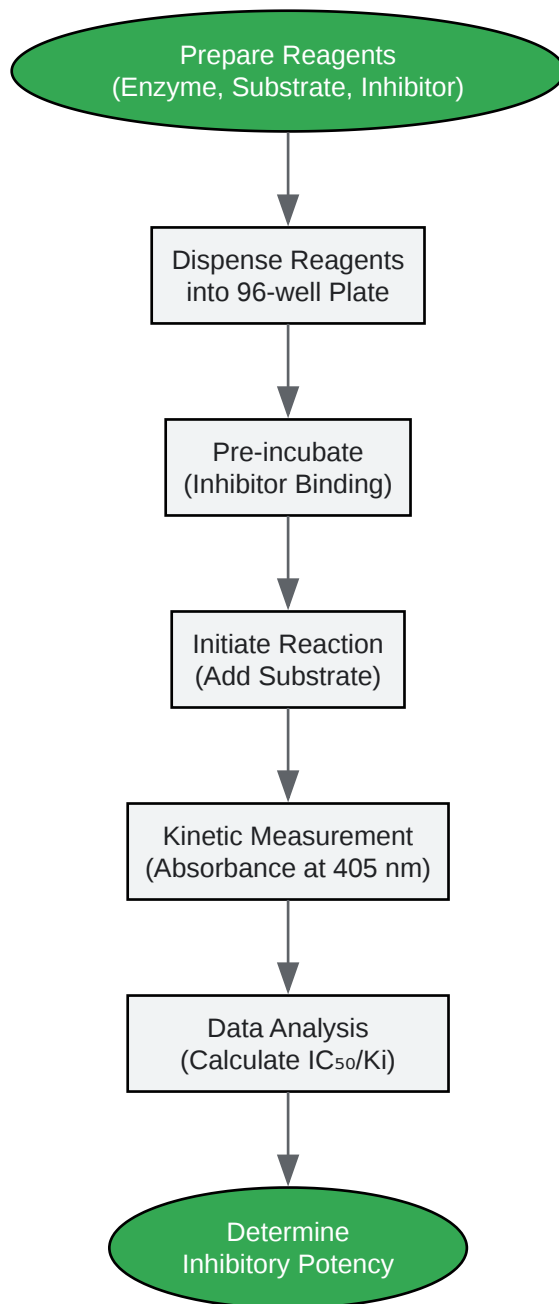 Prepare Reagents
(Enzyme, Substrate, Inhibitor)
Dispense Reagents
into 96-well Plate
Pre-incubate
(Inhibitor Binding)
Initiate Reaction
(Add Substrate)
Kinetic Measurement
(Absorbance at 405 nm)
Data Analysis
(Calculate IC₅₀/Ki)
Determine
Inhibitory Potency